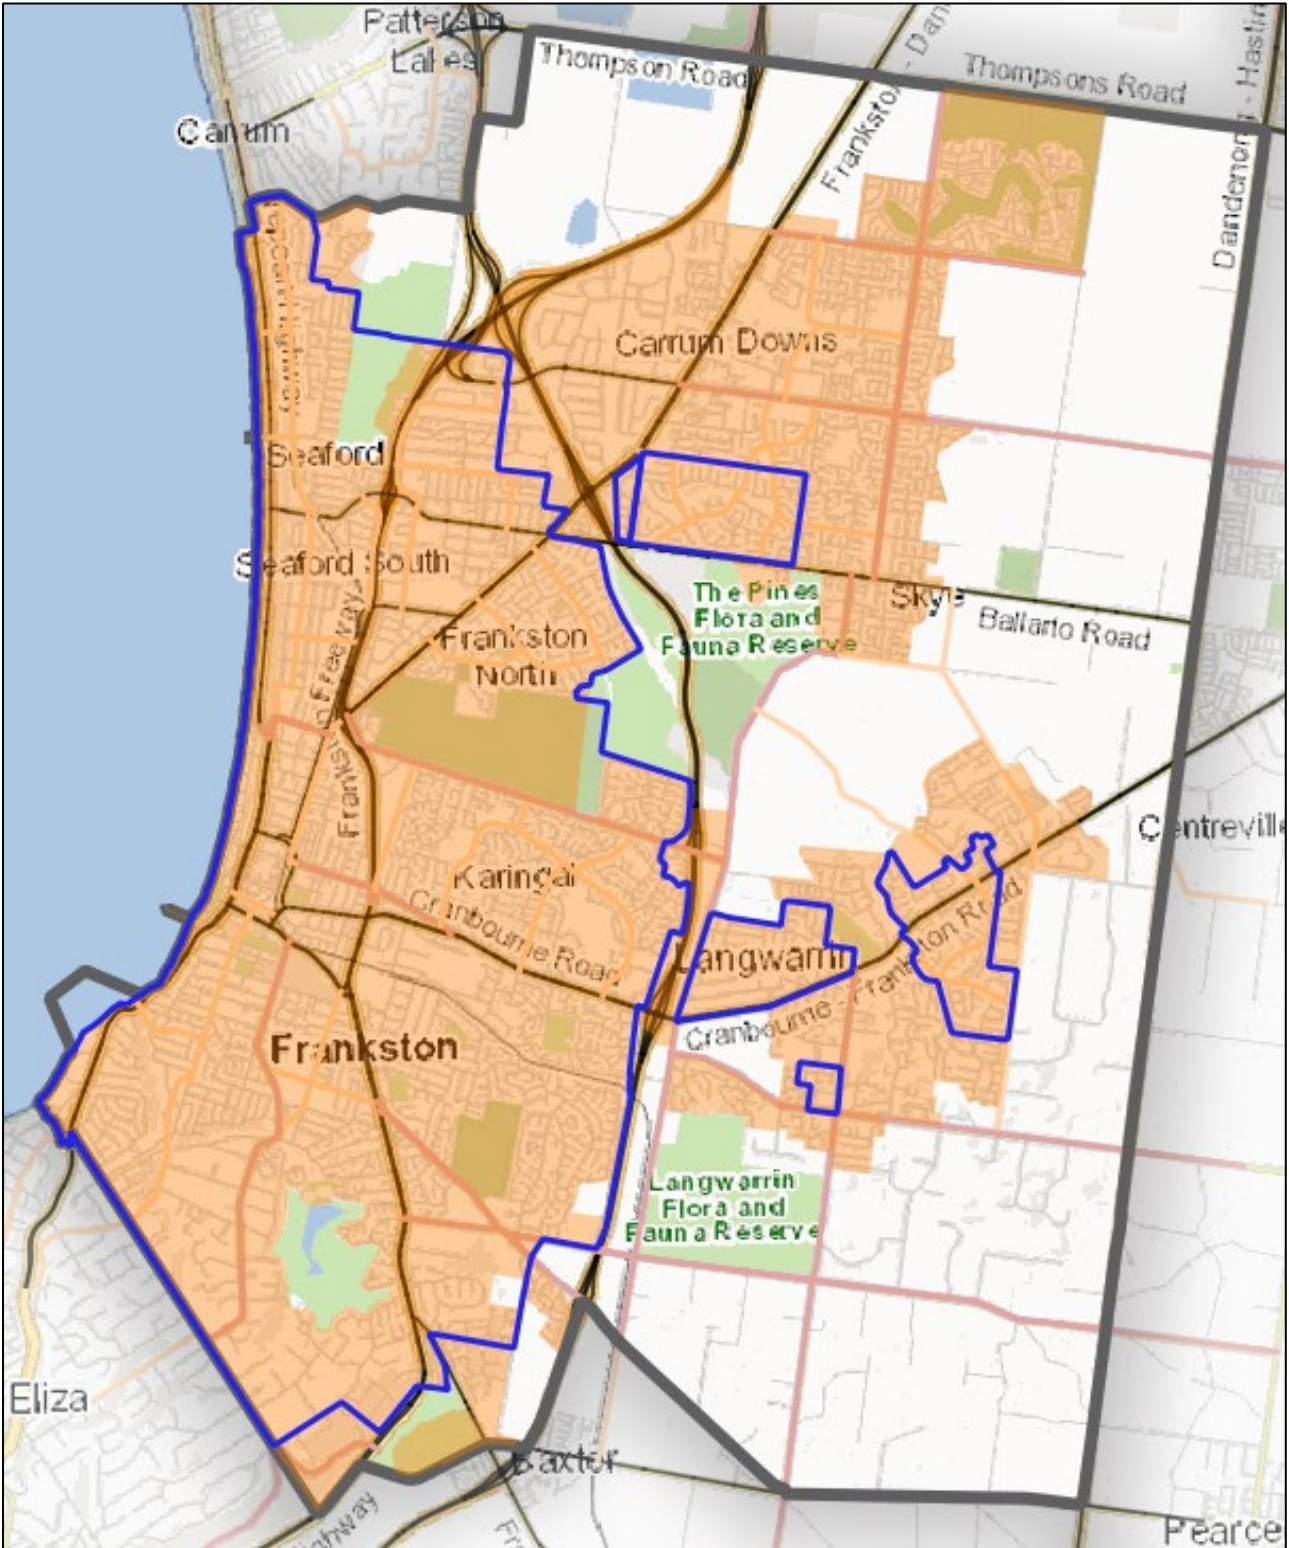 Patterson
Lakes
Thompson Road
Thompsons Road
Carrum
Carrum Downs
Seaford
Seaford South
The Pines
Flora and
Fauna Reserve
Skye
Ballarto Road
Frankston
North
Karingal
Cranbourne Road
Langwarrin
Cranbourne - Frankston Road
Frankston
Langwarrin
Flora and
Fauna Reserve
Centreville
Eliza
Baxter
Pearce